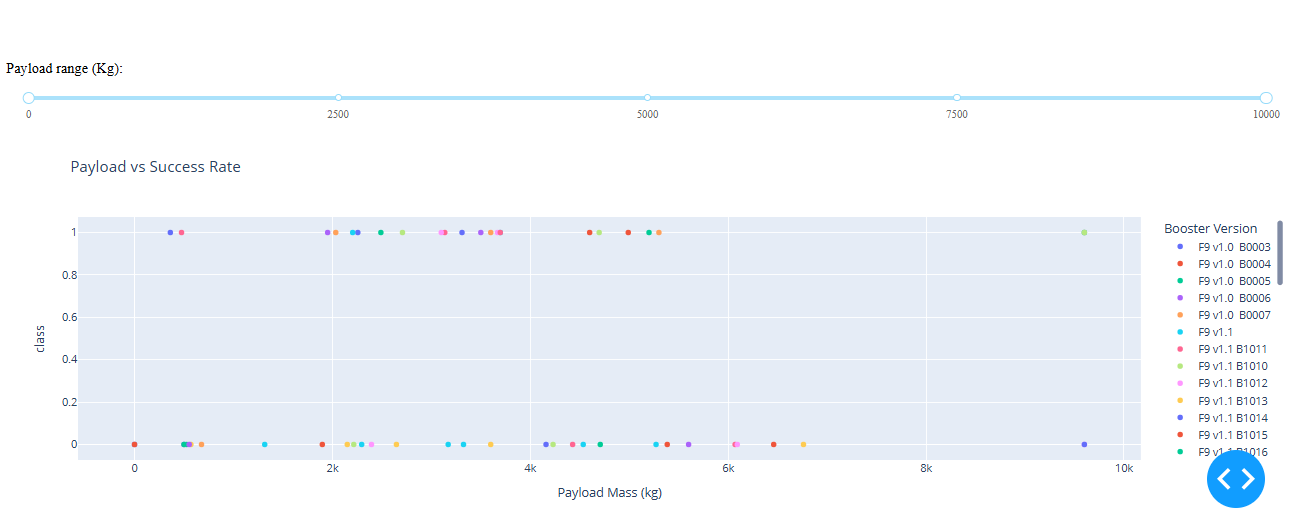 Payload range (Kg):
0 2500 5000 7500 10000
Payload vs Success Rate
1
0.8
0.6
0.4
0.2
0
class
0 2k 4k 6k 8k 10k
Payload Mass (kg)
Booster Version
F9 v1.0 B0003
F9 v1.0 B0004
F9 v1.0 B0005
F9 v1.0 B0006
F9 v1.0 B0007
F9 v1.1
F9 v1.1 B1011
F9 v1.1 B1010
F9 v1.1 B1012
F9 v1.1 B1013
F9 v1.1 B1014
F9 v1.1 B1015
F9 v1.1 B1016